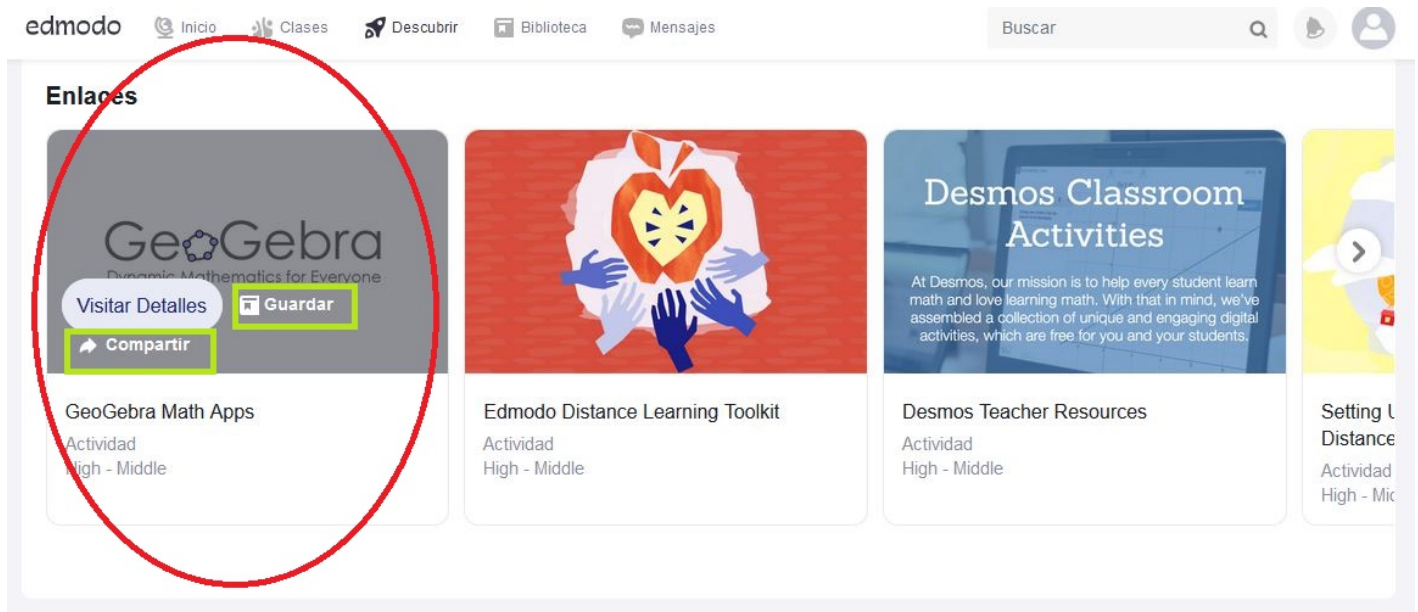 edmodo
Inicio
Clases
Descubrir
Biblioteca
Mensajes
Buscar
Enlaces
GeoGebra
Dynamic Mathematics for Everyone
Visitar Detalles
Guardar
Compartir
GeoGebra Math Apps
Actividad
High - Middle
Edmodo Distance Learning Toolkit
Actividad
High - Middle
Desmos Classroom
Activities
At Desmos, our mission is to help every student learn
math and love learning math. With that in mind, we've
assembled a collection of unique and engaging digital
activities, which are free for you and your students.
Desmos Teacher Resources
Actividad
High - Middle
Setting
Distance
Actividad
High -